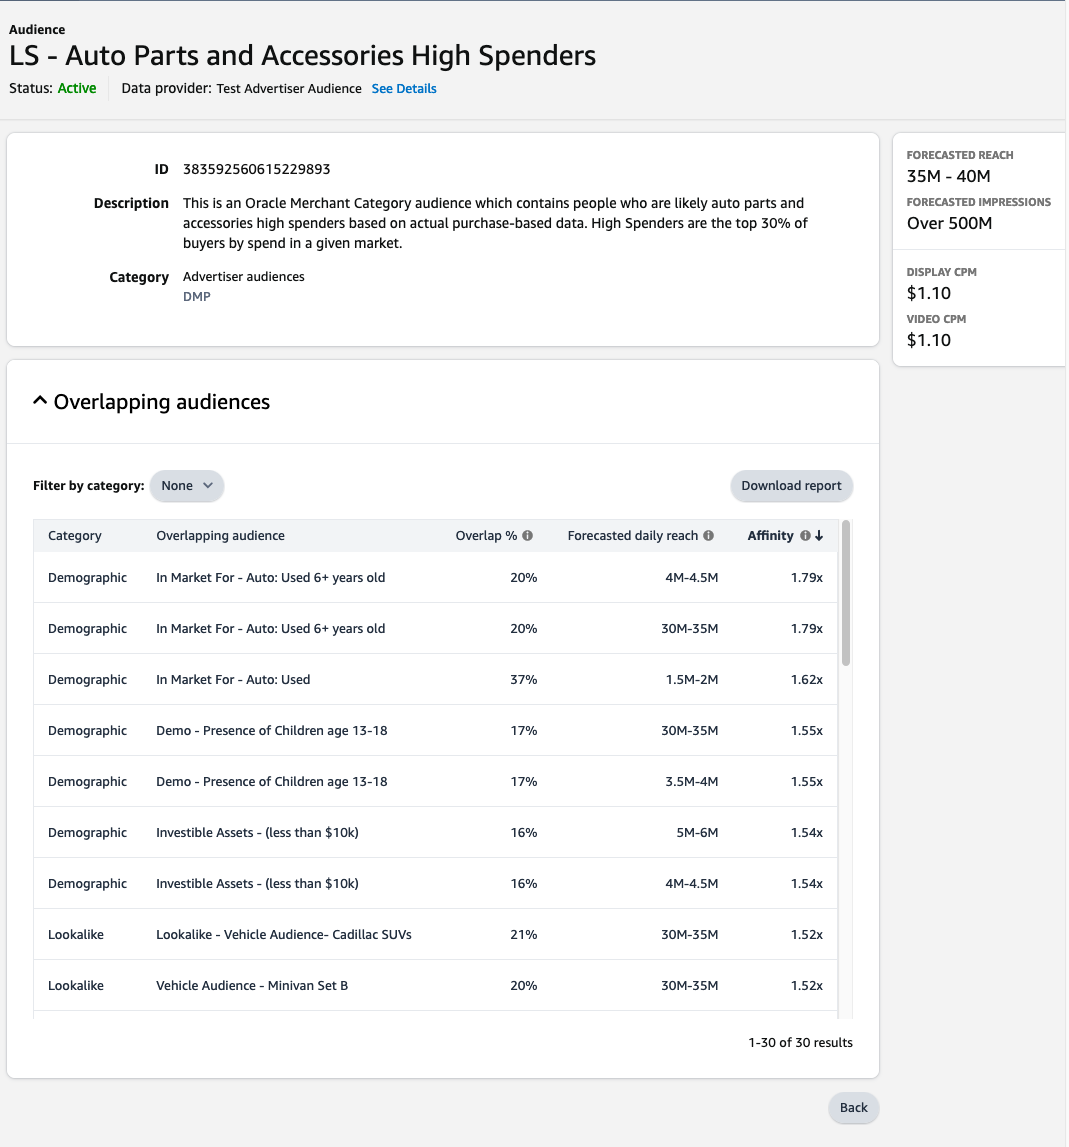 Audience
LS - Auto Parts and Accessories High Spenders
Status: Active Data provider: Test Advertiser Audience See Details
ID 383592560615229893
Description This is an Oracle Merchant Category audience which contains people who are likely auto parts and
accessories high spenders based on actual purchase-based data. High Spenders are the top 30% of
buyers by spend in a given market.
Category Advertiser audiences
DMP
FORECASTED REACH
35M - 40M
FORECASTED IMPRESSIONS
Over 500M
DISPLAY CPM
$1.10
VIDEO CPM
$1.10
Overlapping audiences
Filter by category: None Download report
Category Overlapping audience Overlap % Forecasted daily reach Affinity
Demographic In Market For - Auto: Used 6+ years old 20% 4M-4.5M 1.79x
Demographic In Market For - Auto: Used 6+ years old 20% 30M-35M 1.79x
Demographic In Market For - Auto: Used 37% 1.5M-2M 1.62x
Demographic Demo - Presence of Children age 13-18 17% 30M-35M 1.55x
Demographic Demo - Presence of Children age 13-18 17% 3.5M-4M 1.55x
Demographic Investible Assets - (less than $10k) 16% 5M-6M 1.54x
Demographic Investible Assets - (less than $10k) 16% 4M-4.5M 1.54x
Lookalike Lookalike - Vehicle Audience- Cadillac SUVs 21% 30M-35M 1.52x
Lookalike Vehicle Audience - Minivan Set B 20% 30M-35M 1.52x
1-30 of 30 results
Back